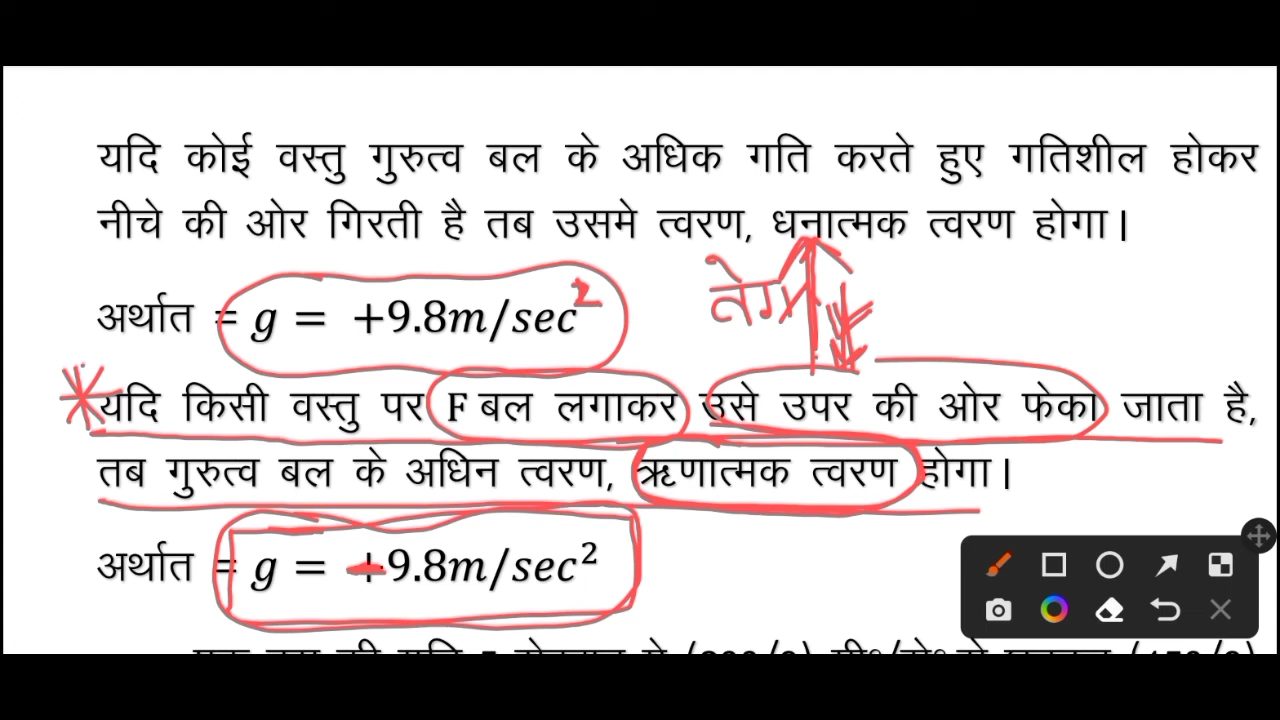 यदि कोई वस्तु गुरुत्व बल के अधिक गति करते हुए गतिशील होकर
नीचे की ओर गिरती है तब उसमे त्वरण, धनात्मक त्वरण होगा।
अर्थात = g = +9.8m/sec²
वेग
यदि किसी वस्तु पर F बल लगाकर उसे उपर की ओर फेका जाता है,
तब गुरुत्व बल के अधिन त्वरण, ऋणात्मक त्वरण होगा।
अर्थात = g = -9.8m/sec²